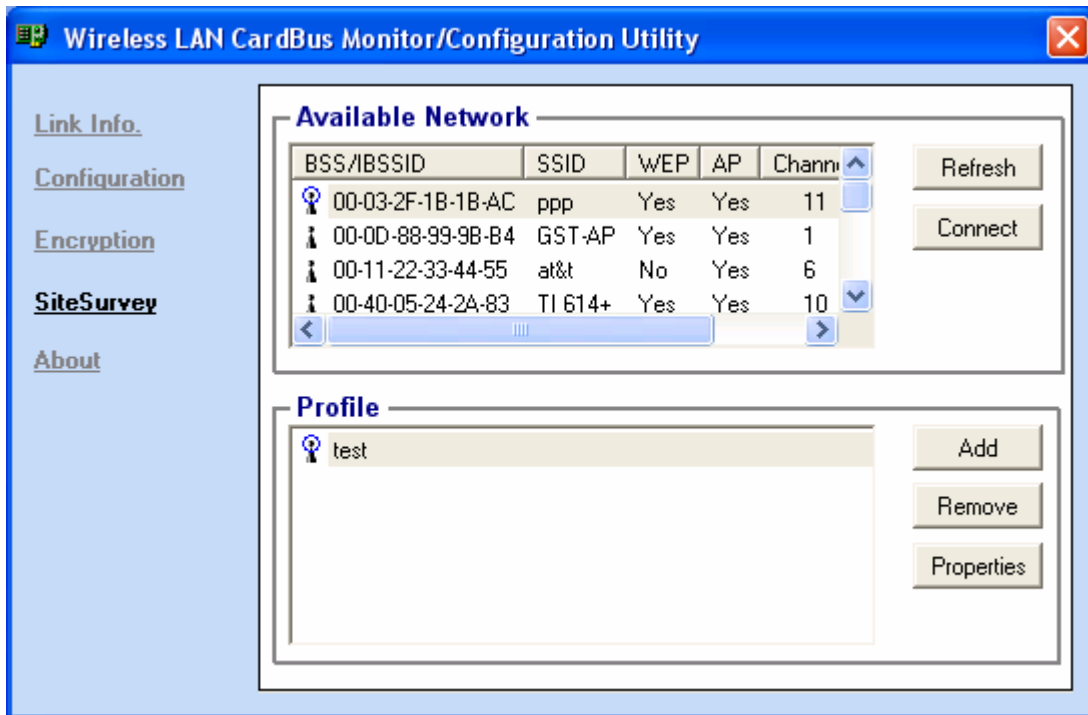 Wireless LAN CardBus Monitor/Configuration Utility
Link Info.
Configuration
Encryption
SiteSurvey
About
Available Network
BSS/IBSSID SSID WEP AP Chann
00-03-2F-1B-1B-AC ppp Yes Yes 11
00-0D-88-99-9B-B4 GST-AP Yes Yes 1
00-11-22-33-44-55 at&t No Yes 6
00-40-05-24-2A-83 TI 614+ Yes Yes 10
Refresh
Connect
Profile
test
Add
Remove
Properties